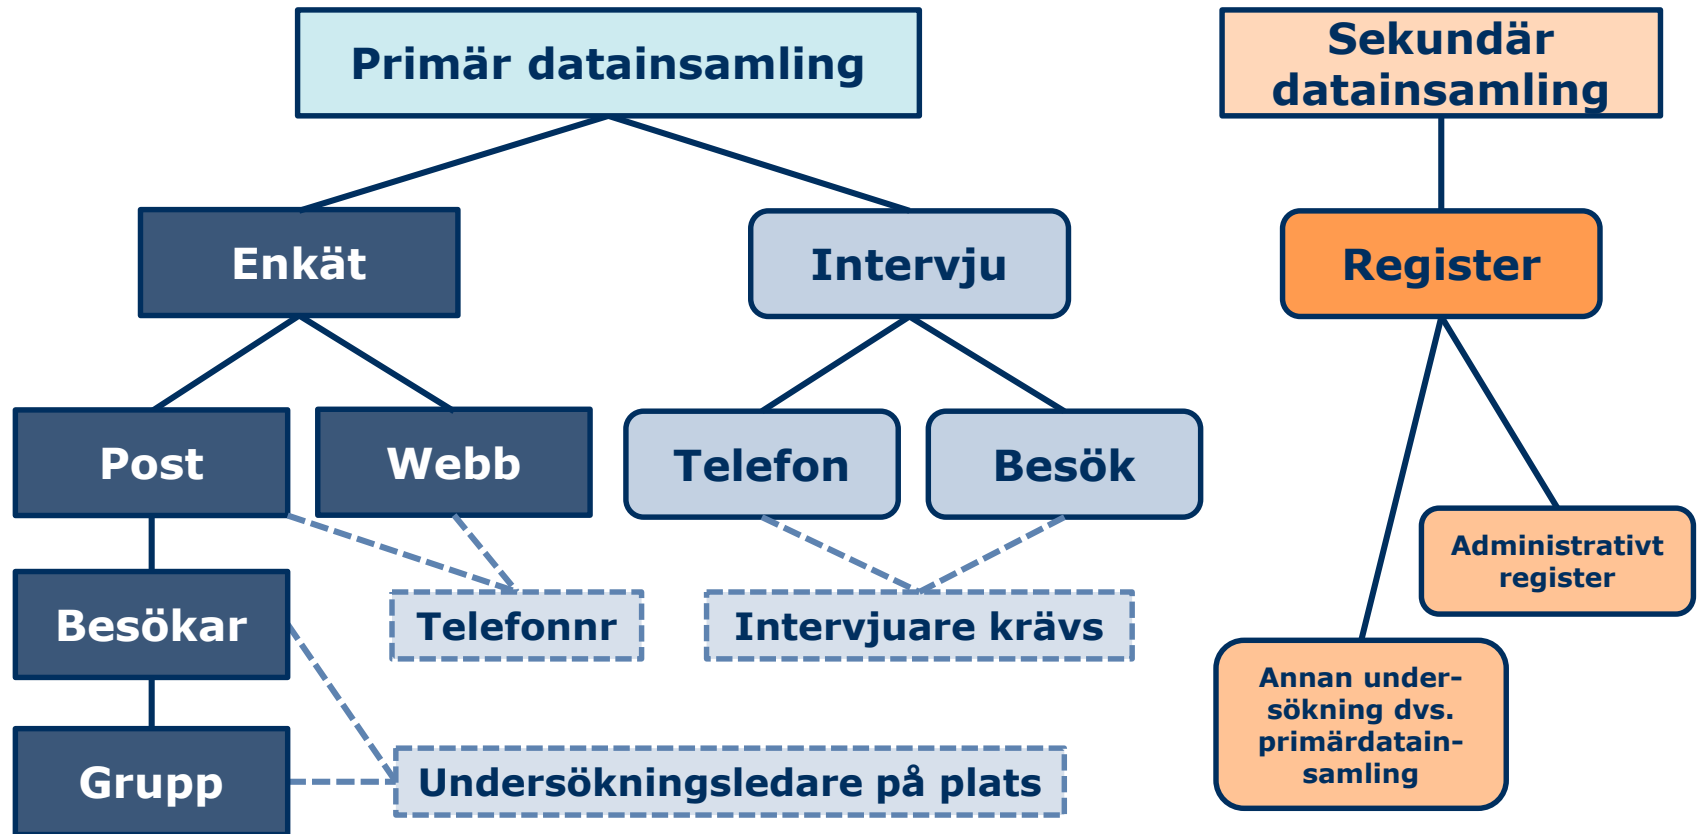 Primär datainsamling
Sekundär
datainsamling
Enkät
Intervju
Register
Post
Webb
Telefon
Besök
Administrativt
register
Besökar
Telefonnr
Intervjuare krävs
Annan under-
sökning dvs.
primärdatain-
samling
Grupp
Undersökningsledare på plats